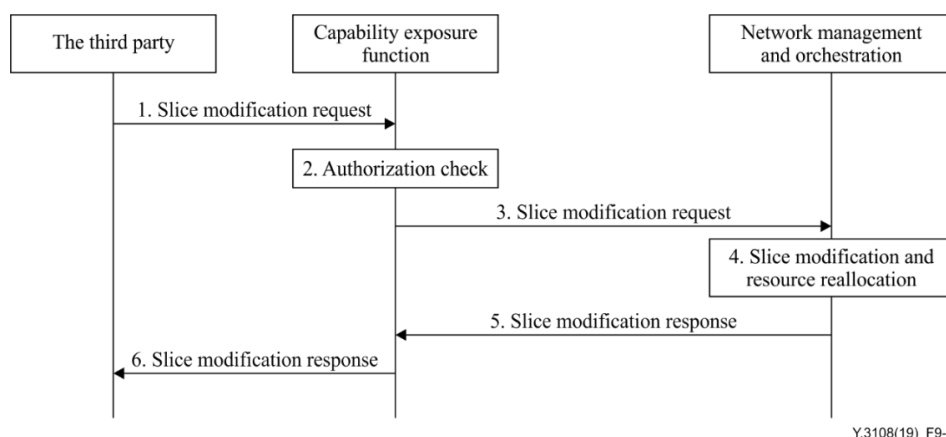 The third party
Capability exposure
function
Network management
and orchestration
1. Slice modification request
2. Authorization check
3. Slice modification request
4. Slice modification and
resource reallocation
5. Slice modification response
6. Slice modification response
Y.3108(19)_F9-